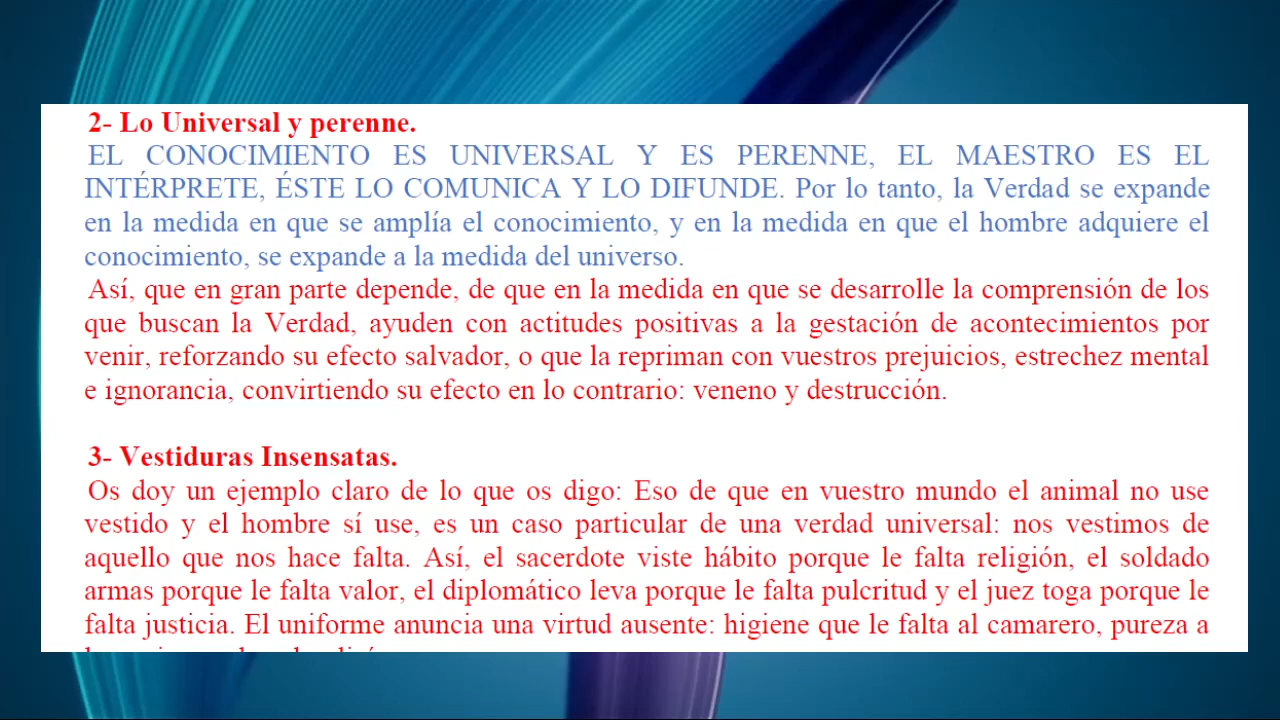 2- Lo Universal y perenne.
EL CONOCIMIENTO ES UNIVERSAL Y ES PERENNE, EL MAESTRO ES EL
INTÉRPRETE, ÉSTE LO COMUNICA Y LO DIFUNDE. Por lo tanto, la Verdad se expande
en la medida en que se amplía el conocimiento, y en la medida en que el hombre adquiere el
conocimiento, se expande a la medida del universo.
Así, que en gran parte depende, de que en la medida en que se desarrolle la comprensión de los
que buscan la Verdad, ayuden con actitudes positivas a la gestación de acontecimientos por
venir, reforzando su efecto salvador, o que la repriman con vuestros prejuicios, estrechez mental
e ignorancia, convirtiendo su efecto en lo contrario: veneno y destrucción.
3- Vestiduras Insensatas.
Os doy un ejemplo claro de lo que os digo: Eso de que en vuestro mundo el animal no use
vestido y el hombre sí use, es un caso particular de una verdad universal: nos vestimos de
aquello que nos hace falta. Así, el sacerdote viste hábito porque le falta religión, el soldado
armas porque le falta valor, el diplomático leva porque le falta pulcritud y el juez toga porque le
falta justicia. El uniforme anuncia una virtud ausente: higiene que le falta al camarero, pureza a